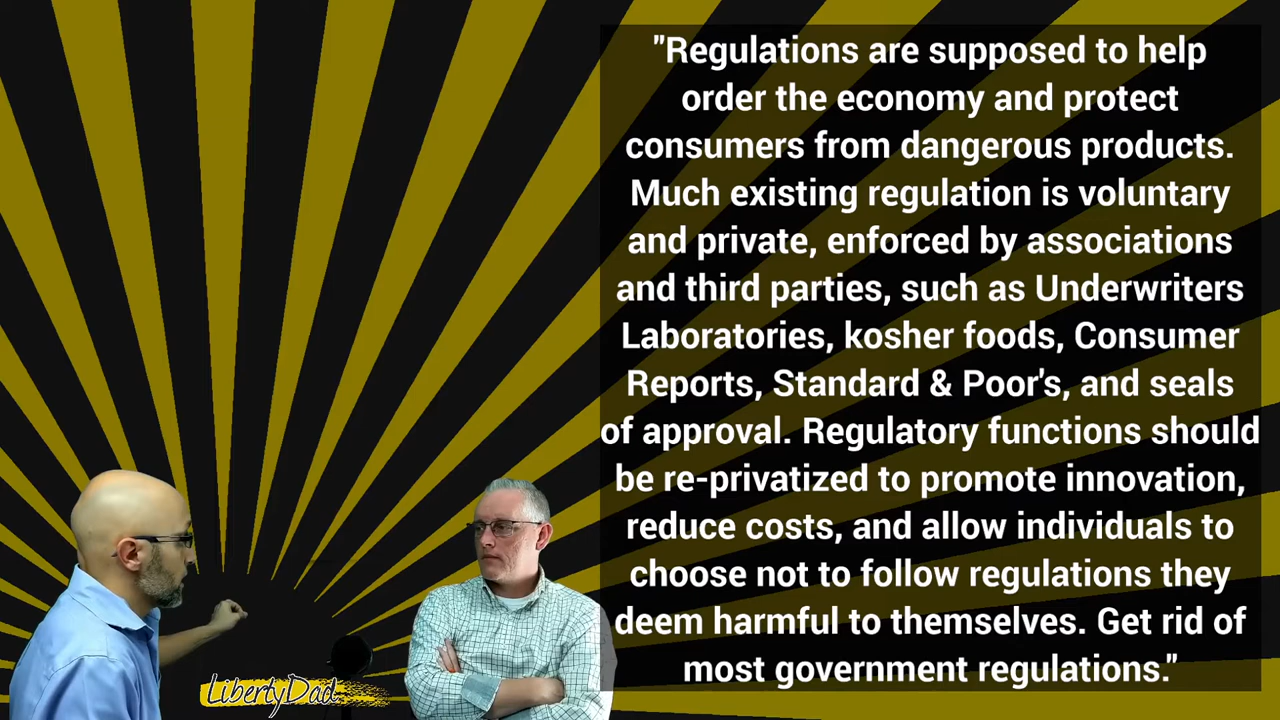 "Regulations are supposed to help
order the economy and protect
consumers from dangerous products.
Much existing regulation is voluntary
and private, enforced by associations
and third parties, such as Underwriters
Laboratories, kosher foods, Consumer
Reports, Standard & Poor's, and seals
of approval. Regulatory functions should
be re-privatized to promote innovation,
reduce costs, and allow individuals to
choose not to follow regulations they
deem harmful to themselves. Get rid of
most government regulations."
LibertyDad